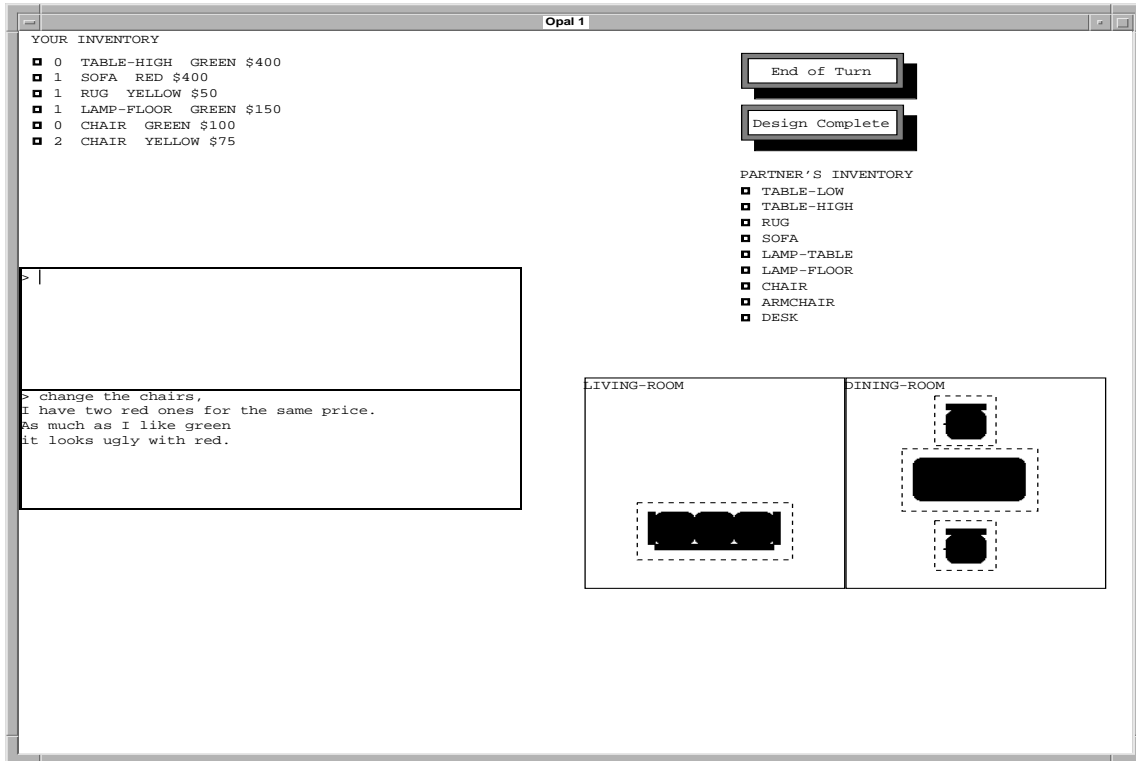 Opal 1
YOUR INVENTORY
0 TABLE-HIGH GREEN $400
1 SOFA RED $400
1 RUG YELLOW $50
1 LAMP-FLOOR GREEN $150
0 CHAIR GREEN $100
2 CHAIR YELLOW $75
End of Turn
Design Complete
PARTNER'S INVENTORY
TABLE-LOW
TABLE-HIGH
RUG
SOFA
LAMP-TABLE
LAMP-FLOOR
CHAIR
ARMCHAIR
DESK
>
> change the chairs,
I have two red ones for the same price.
As much as I like green
it looks ugly with red.
LIVING-ROOM
DINING-ROOM